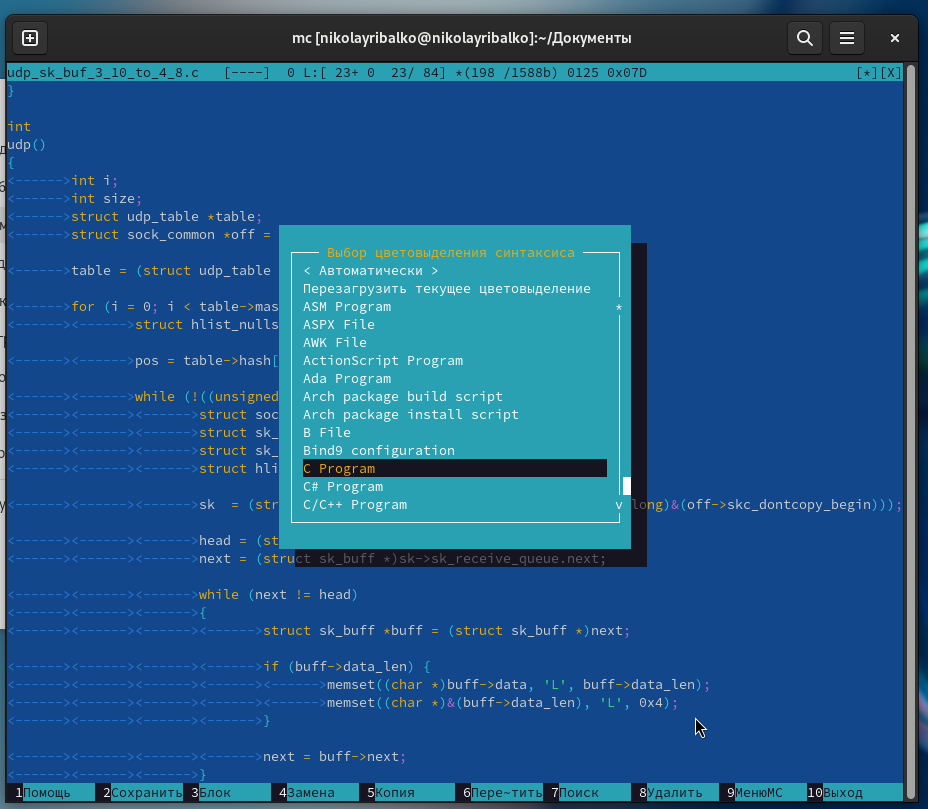 mc [nikolayribalko@nikolayribalko]:~/Документы
udp_sk_buf_3_10_to_4_8.c [----] 0 L:[ 23+ 0 23/ 84] *(198 /1588b) 0125 0x07D [*][X]
}
int
udp()
{
<------>int i;
<------>int size;
<------>struct udp_table *table;
<------>struct sock_common *off =
<------>table = (struct udp_table
<------>for (i = 0; i < table->mas
<------><------>struct hlist_nulls
<------><------>pos = table->hash[
<------><------>while (!((unsigned
<------><------><------>struct soc
<------><------><------>struct sk_
<------><------><------>struct sk_
<------><------><------>struct hli
<------><------><------>sk = (str
long)&(off->skc_dontcopy_begin)));
<------><------><------>head = (st
<------><------><------>next = (struct sk_buff *)sk->sk_receive_queue.next;
<------><------><------>while (next != head)
<------><------><------>{
<------><------><------><------>struct sk_buff *buff = (struct sk_buff *)next;
<------><------><------><------>if (buff->data_len) {
<------><------><------><------><------>memset((char *)buff->data, 'L', buff->data_len);
<------><------><------><------><------>memset((char *)&(buff->data_len), 'L', 0x4);
<------><------><------><------>}
<------><------><------><------>next = buff->next;
<------><------><------>}
Выбор цветовыделения синтаксиса
< Автоматически >
Перезагрузить текущее цветовыделение
ASM Program
ASPX File
AWK File
ActionScript Program
Ada Program
Arch package build script
Arch package install script
B File
Bind9 configuration
C Program
C# Program
C/C++ Program
1Помощь 2Сохранить 3Блок 4Замена 5Копия 6Пере~тить 7Поиск 8Удалить 9МенюMC 10Выход